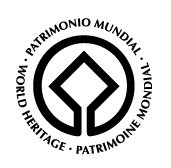 · PATRIMONIO MUNDIAL ·
WORLD HERITAGE · PATRIMOINE MONDIAL